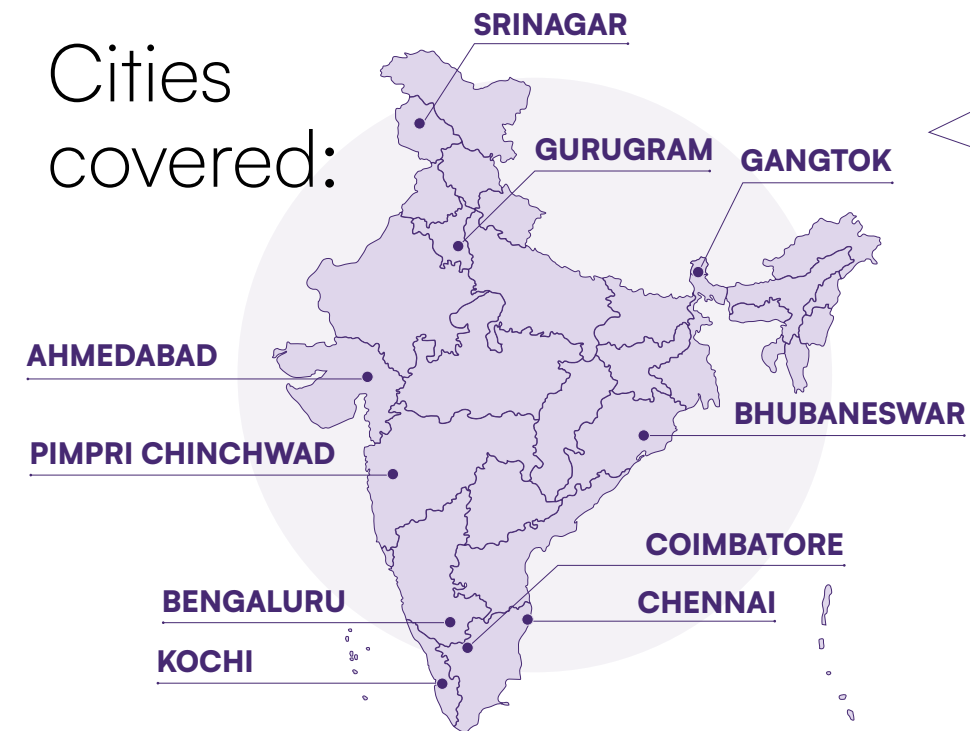 Cities
covered:
SRINAGAR
GURUGRAM
GANGTOK
AHMEDABAD
BHUBANESWAR
PIMPRI CHINCHWAD
COIMBATORE
BENGALURU
CHENNAI
KOCHI